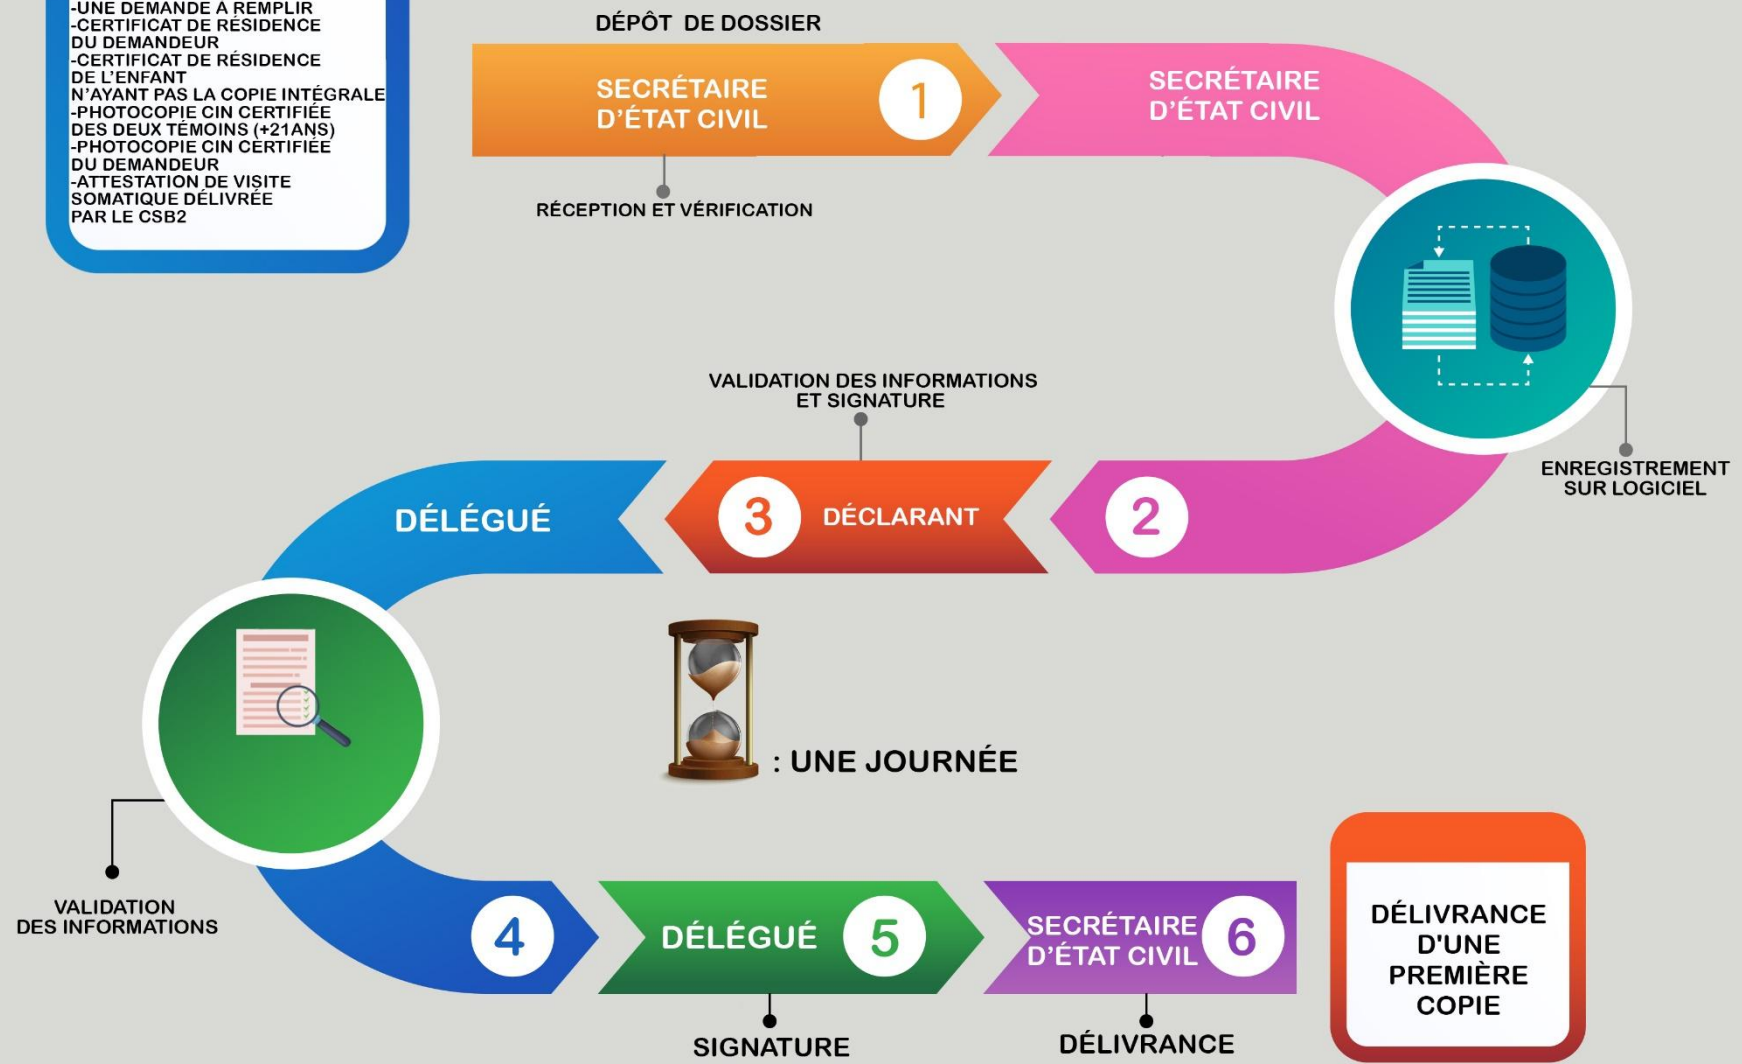 -UNE DEMANDE À REMPLIR
-CERTIFICAT DE RÉSIDENCE
DU DEMANDEUR
-CERTIFICAT DE RÉSIDENCE
DE L'ENFANT
N'AYANT PAS LA COPIE INTÉGRALE
-PHOTOCOPIE CIN CERTIFIÉE
DES DEUX TÉMOINS (+21ANS)
-PHOTOCOPIE CIN CERTIFIÉE
DU DEMANDEUR
-ATTESTATION DE VISITE
SOMATIQUE DÉLIVRÉE
PAR LE CSB2
DÉPÔT DE DOSSIER
SECRÉTAIRE
D'ÉTAT CIVIL
1
RÉCEPTION ET VÉRIFICATION
SECRÉTAIRE
D'ÉTAT CIVIL
ENREGISTREMENT
SUR LOGICIEL
2
VALIDATION DES INFORMATIONS
ET SIGNATURE
3
DÉCLARANT
DÉLÉGUÉ
: UNE JOURNÉE
VALIDATION
DES INFORMATIONS
4
DÉLÉGUÉ
5
SIGNATURE
SECRÉTAIRE
D'ÉTAT CIVIL
6
DÉLIVRANCE
DÉLIVRANCE
D'UNE
PREMIÈRE
COPIE